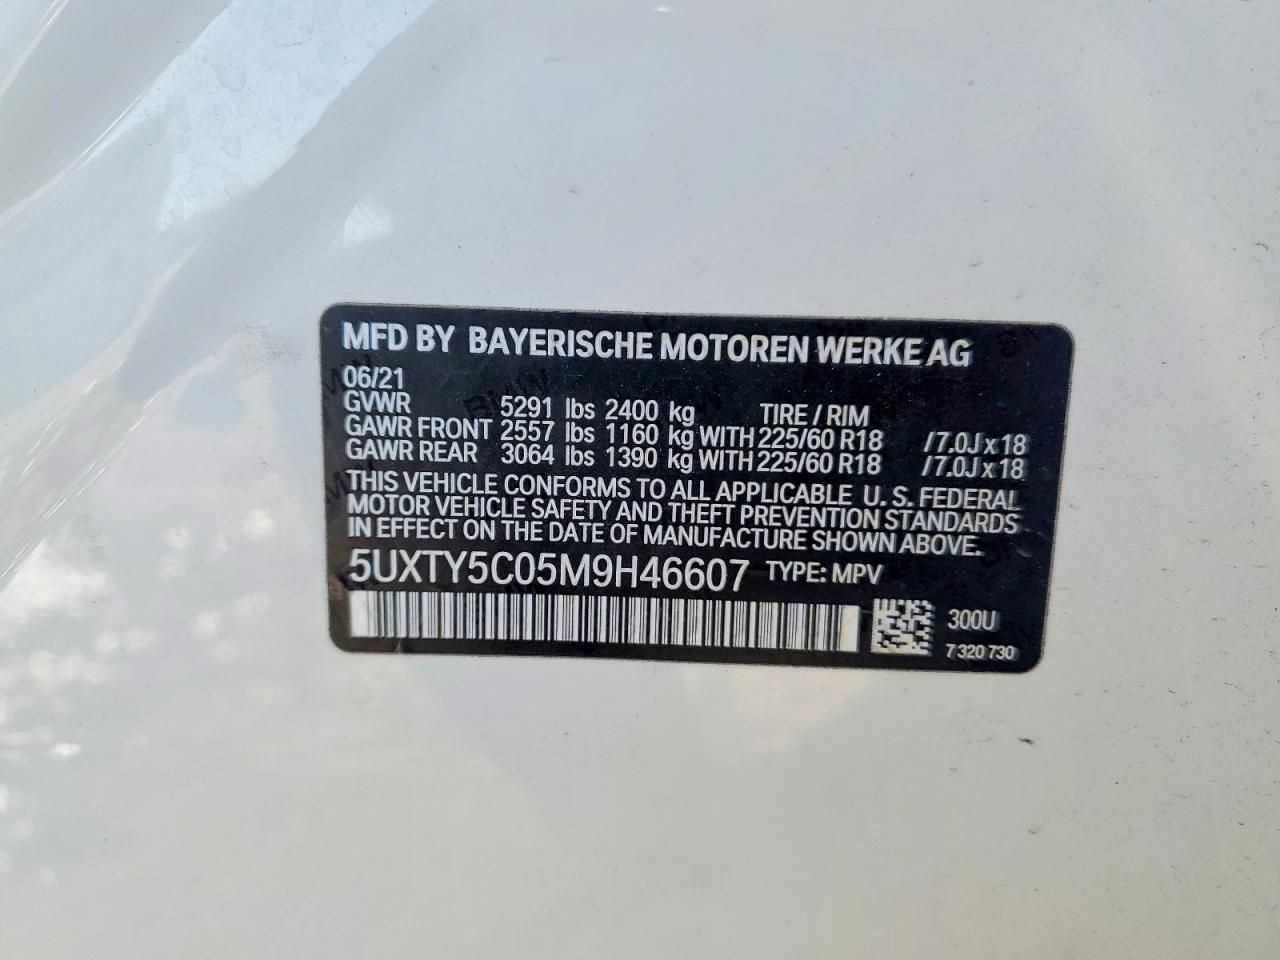 MFD BY BAYERISCHE MOTOREN WERKE AG
06/21
GVWR 5291 lbs 2400 kg TIRE / RIM
GAWR FRONT 2557 lbs 1160 kg WITH 225/60 R18 /7.0J x 18
GAWR REAR 3064 lbs 1390 kg WITH 225/60 R18 /7.0J x 18
THIS VEHICLE CONFORMS TO ALL APPLICABLE U. S. FEDERAL
MOTOR VEHICLE SAFETY AND THEFT PREVENTION STANDARDS
IN EFFECT ON THE DATE OF MANUFACTURE SHOWN ABOVE.
5UXTY5C05M9H46607 TYPE: MPV
300U
7 320 730